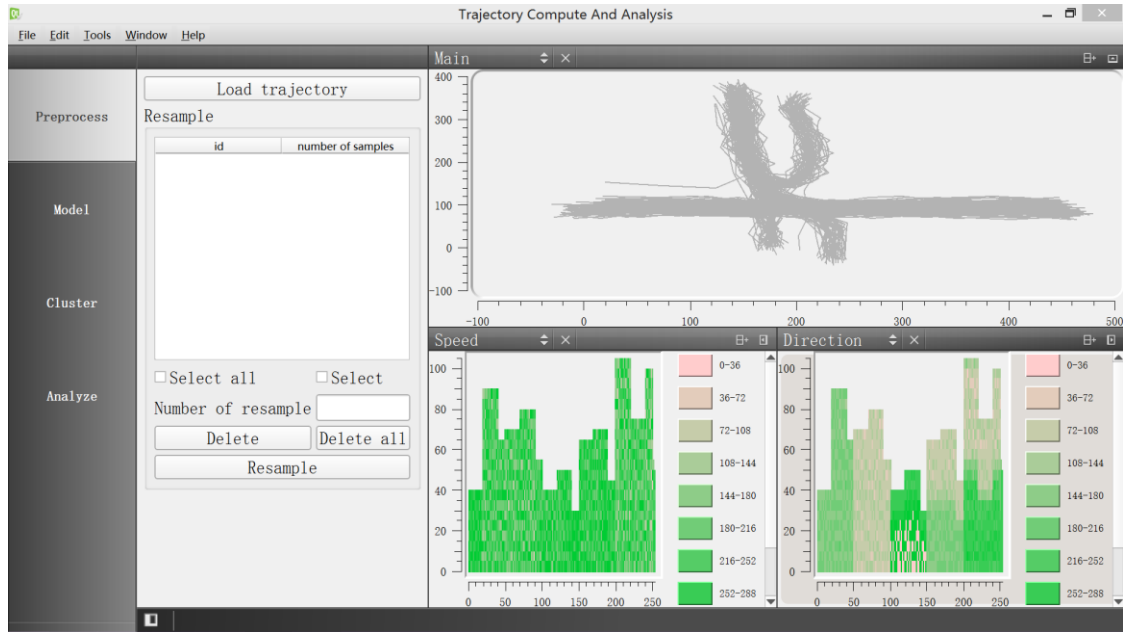 Trajectory Compute And Analysis
File Edit Tools Window Help
Preprocess
Model
Cluster
Analyze
Load trajectory
Resample
id number of samples
Select all Select
Number of resample
Delete Delete all
Resample
Main
400
300
200
100
0
-100
-100 0 100 200 300 400 500
Speed
100
80
60
40
20
0
0 50 100 150 200 250
0-36
36-72
72-108
108-144
144-180
180-216
216-252
252-288
Direction
100
80
60
40
20
0
0 50 100 150 200 250
0-36
36-72
72-108
108-144
144-180
180-216
216-252
252-288